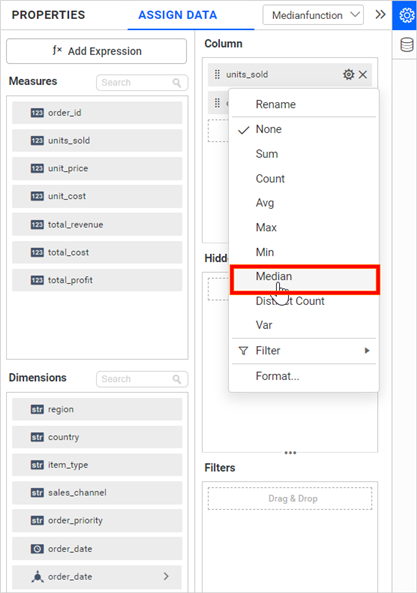 PROPERTIES
ASSIGN DATA
Medianfunction
Add Expression
Measures
Search
123 order_id
123 units_sold
123 unit_price
123 unit_cost
123 total_revenue
123 total_cost
123 total_profit
Dimensions
Search
str region
str country
str item_type
str sales_channel
str order_priority
order_date
order_date
Column
units_sold
Rename
None
Sum
Count
Avg
Max
Min
Median
Distinct Count
Var
Filter
Format...
Hidde
Filters
Drag & Drop